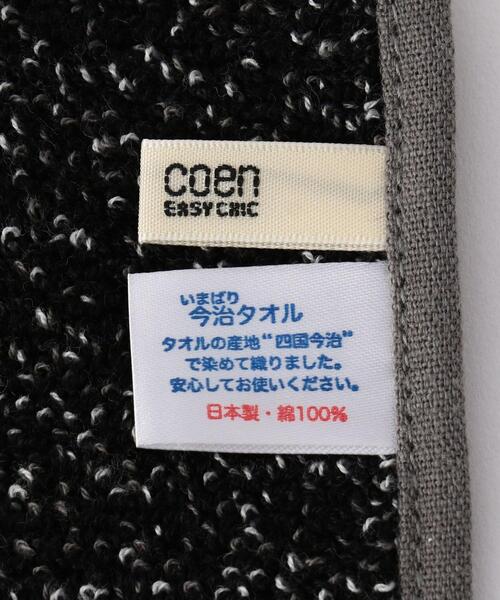 coen
EASY CHIC
いまばり
今治タオル
タオルの産地“四国今治”
で染めて織りました。
安心してお使いください。
日本製・綿100%